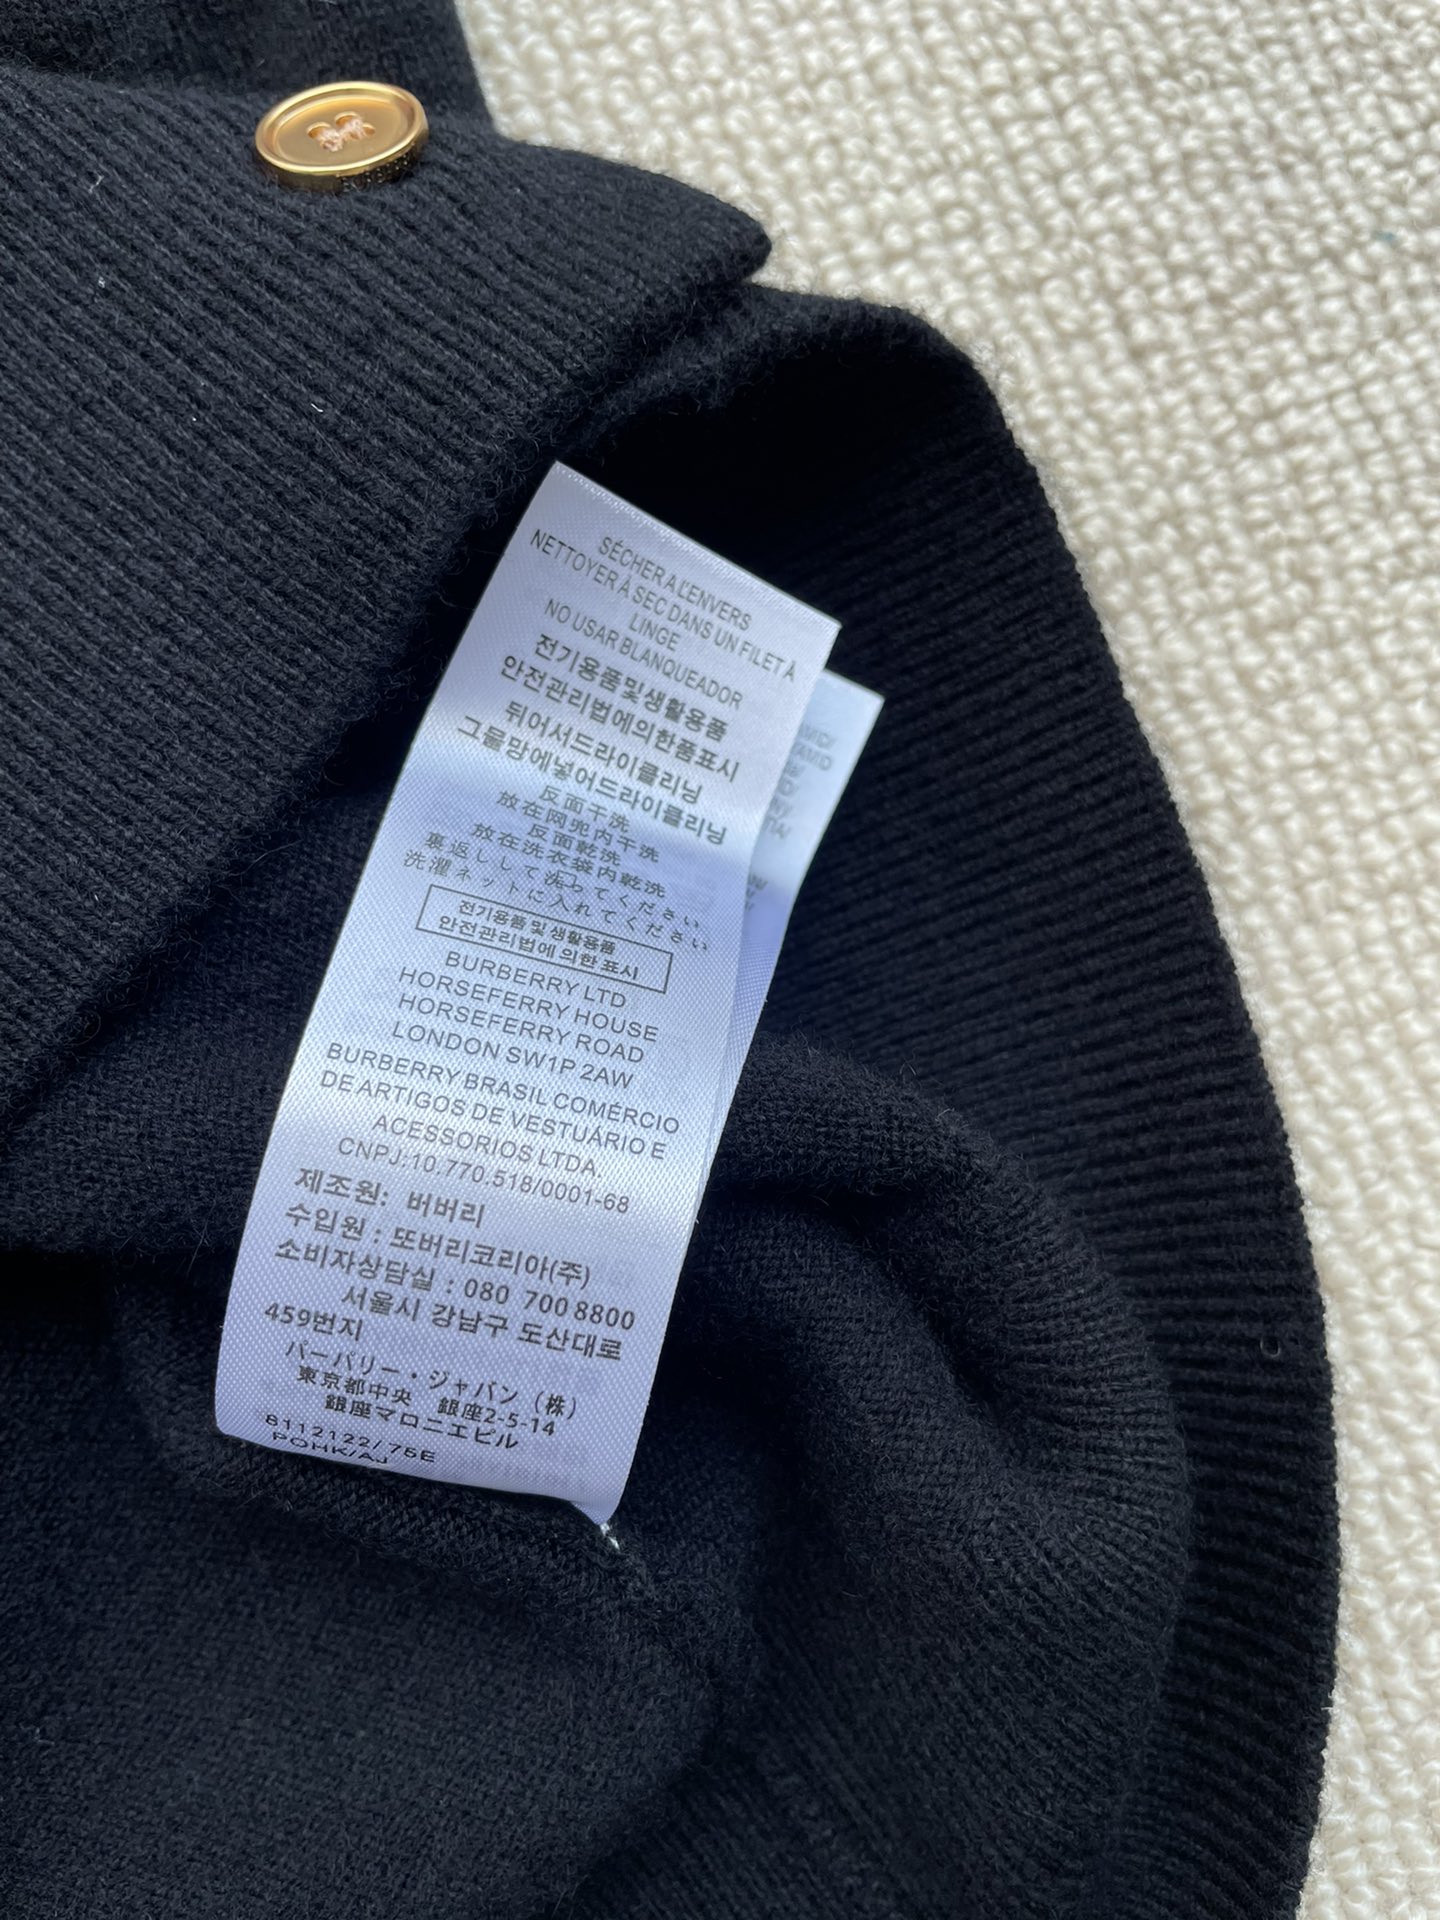 SÉCHER A L'ENVERS
NETTOYER À SEC DANS UN FILET À
LINGE
NO USAR BLANQUEADOR
전기용품및생활용품
안전관리법에의한품표시
뒤어서드라이클리닝
그물망에넣어드라이클리닝
反面干洗
放在网兜内干洗
反面乾洗
放在洗衣袋内乾洗
裏返しして洗ってください
洗濯ネットに入れてください
전기용품 및 생활용품
안전관리법에 의한 표시
BURBERRY LTD
HORSEFERRY HOUSE
HORSEFERRY ROAD
LONDON SW1P 2AW
BURBERRY BRASIL COMÉRCIO
DE ARTIGOS DE VESTUÁRIO E
ACESSORIOS LTDA.
CNPJ:10.770.518/0001-68
제조원: 버버리
수입원 : 또버리코리아(주)
소비자상담실 : 080 700 8800
서울시 강남구 도산대로
459번지
バーパリー・ジャパン（株）
東京都中央 銀座2-5-14
銀座マロニエピル
8112122/75E
POHK/AJ